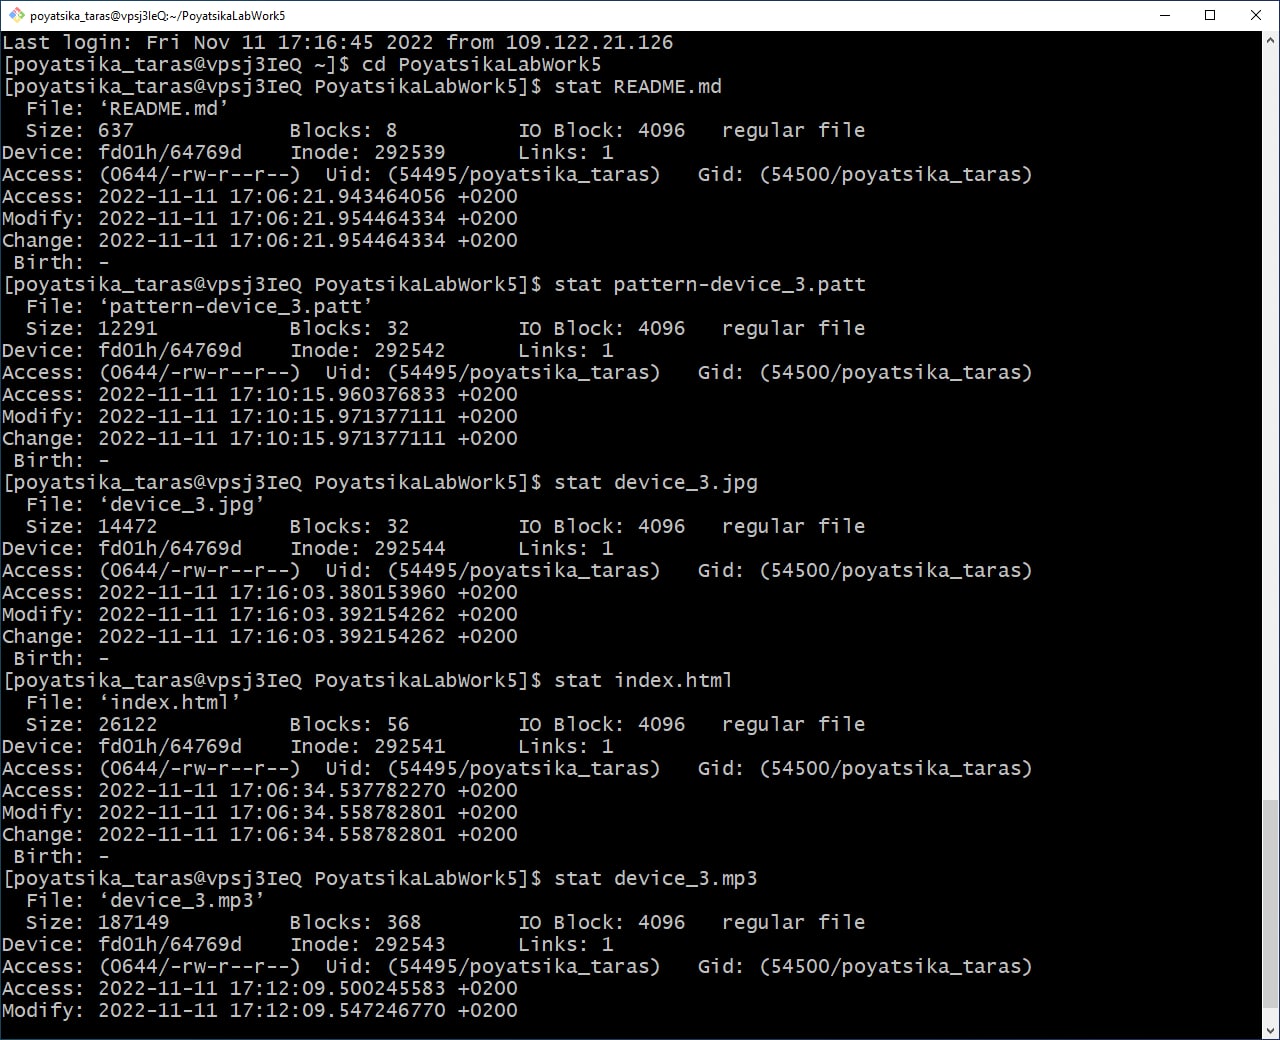 poyatsika_taras@vpsj3IeQ:~/PoyatsikaLabWork5
Last login: Fri Nov 11 17:16:45 2022 from 109.122.21.126
[poyatsika_taras@vpsj3IeQ ~]$ cd PoyatsikaLabWork5
[poyatsika_taras@vpsj3IeQ PoyatsikaLabWork5]$ stat README.md
  File: ‘README.md’
  Size: 637             Blocks: 8          IO Block: 4096   regular file
Device: fd01h/64769d    Inode: 292539      Links: 1
Access: (0644/-rw-r--r--)  Uid: (54495/poyatsika_taras)   Gid: (54500/poyatsika_taras)
Access: 2022-11-11 17:06:21.943464056 +0200
Modify: 2022-11-11 17:06:21.954464334 +0200
Change: 2022-11-11 17:06:21.954464334 +0200
 Birth: -
[poyatsika_taras@vpsj3IeQ PoyatsikaLabWork5]$ stat pattern-device_3.patt
  File: ‘pattern-device_3.patt’
  Size: 12291           Blocks: 32         IO Block: 4096   regular file
Device: fd01h/64769d    Inode: 292542      Links: 1
Access: (0644/-rw-r--r--)  Uid: (54495/poyatsika_taras)   Gid: (54500/poyatsika_taras)
Access: 2022-11-11 17:10:15.960376833 +0200
Modify: 2022-11-11 17:10:15.971377111 +0200
Change: 2022-11-11 17:10:15.971377111 +0200
 Birth: -
[poyatsika_taras@vpsj3IeQ PoyatsikaLabWork5]$ stat device_3.jpg
  File: ‘device_3.jpg’
  Size: 14472           Blocks: 32         IO Block: 4096   regular file
Device: fd01h/64769d    Inode: 292544      Links: 1
Access: (0644/-rw-r--r--)  Uid: (54495/poyatsika_taras)   Gid: (54500/poyatsika_taras)
Access: 2022-11-11 17:16:03.380153960 +0200
Modify: 2022-11-11 17:16:03.392154262 +0200
Change: 2022-11-11 17:16:03.392154262 +0200
 Birth: -
[poyatsika_taras@vpsj3IeQ PoyatsikaLabWork5]$ stat index.html
  File: ‘index.html’
  Size: 26122           Blocks: 56         IO Block: 4096   regular file
Device: fd01h/64769d    Inode: 292541      Links: 1
Access: (0644/-rw-r--r--)  Uid: (54495/poyatsika_taras)   Gid: (54500/poyatsika_taras)
Access: 2022-11-11 17:06:34.537782270 +0200
Modify: 2022-11-11 17:06:34.558782801 +0200
Change: 2022-11-11 17:06:34.558782801 +0200
 Birth: -
[poyatsika_taras@vpsj3IeQ PoyatsikaLabWork5]$ stat device_3.mp3
  File: ‘device_3.mp3’
  Size: 187149          Blocks: 368        IO Block: 4096   regular file
Device: fd01h/64769d    Inode: 292543      Links: 1
Access: (0644/-rw-r--r--)  Uid: (54495/poyatsika_taras)   Gid: (54500/poyatsika_taras)
Access: 2022-11-11 17:12:09.500245583 +0200
Modify: 2022-11-11 17:12:09.547246770 +0200